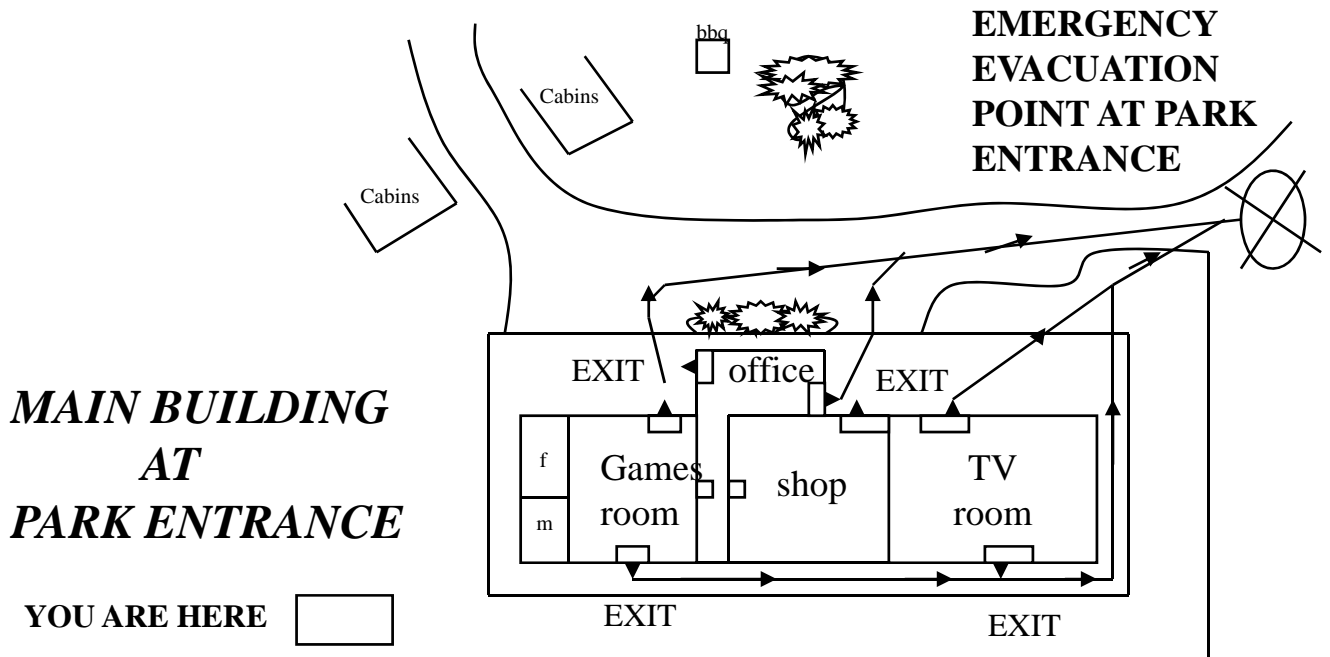 bbq
EMERGENCY
EVACUATION
POINT AT PARK
ENTRANCE
Cabins
Cabins
EXIT
office
EXIT
MAIN BUILDING
AT
PARK ENTRANCE
f
m
Games
room
shop
TV
room
YOU ARE HERE
EXIT
EXIT